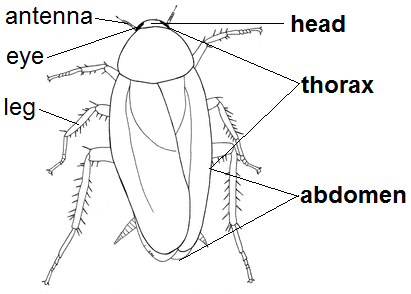 antenna
head
eye
thorax
leg
abdomen